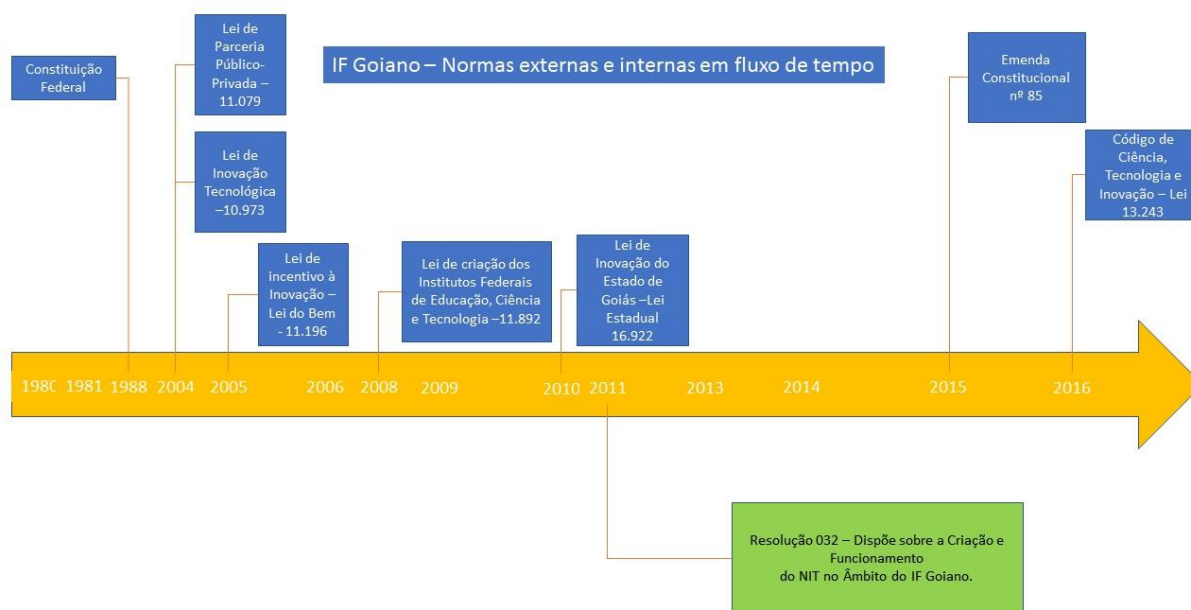 Constituição
Federal
Lei de
Parceria
Público-
Privada –
11.079
IF Goiano – Normas externas e internas em fluxo de tempo
Emenda
Constitucional
nº 85
Código de
Ciência,
Tecnologia e
Inovação – Lei
13.243
Lei de
Inovação
Tecnológica
–10.973
Lei de
incentivo à
Inovação –
Lei do Bem
- 11.196
Lei de criação dos
Institutos Federais
de Educação, Ciência
e Tecnologia –11.892
Lei de
Inovação do
Estado de
Goiás –Lei
Estadual
16.922
1980 1981 1988 2004 2005 2006 2008 2009 2010 2011 2013 2014 2015 2016
Resolução 032 – Dispõe sobre a Criação e
Funcionamento
do NIT no Âmbito do IF Goiano.